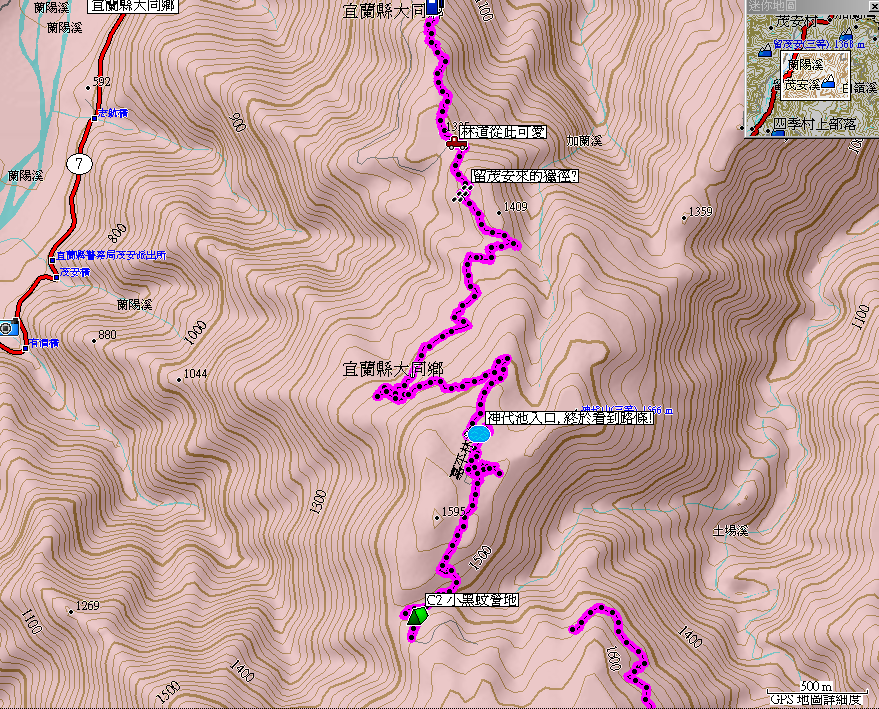 蘭陽溪
宜蘭縣大同鄉
宜蘭縣大同鄉
迷你地圖
1100
茂安村
留茂安(三等) 1368 m
蘭陽溪
茂安溪
四季村上部落
蘭陽溪
592
志航橋
900
林道從此可愛
加蘭溪
7
蘭陽溪
留茂安來的獵徑?
1409
1359
800
宜蘭縣警察局茂安派出所
茂安橋
蘭陽溪
1100
1000
880
有價橋
宜蘭縣大同鄉
1044
神代池入口, 終於看到路條!
1595
1300
1500
土場溪
C2 小黑蚊營地
1269
1100
1400
1600
1400
1500
500 m
GPS 地圖詳細度